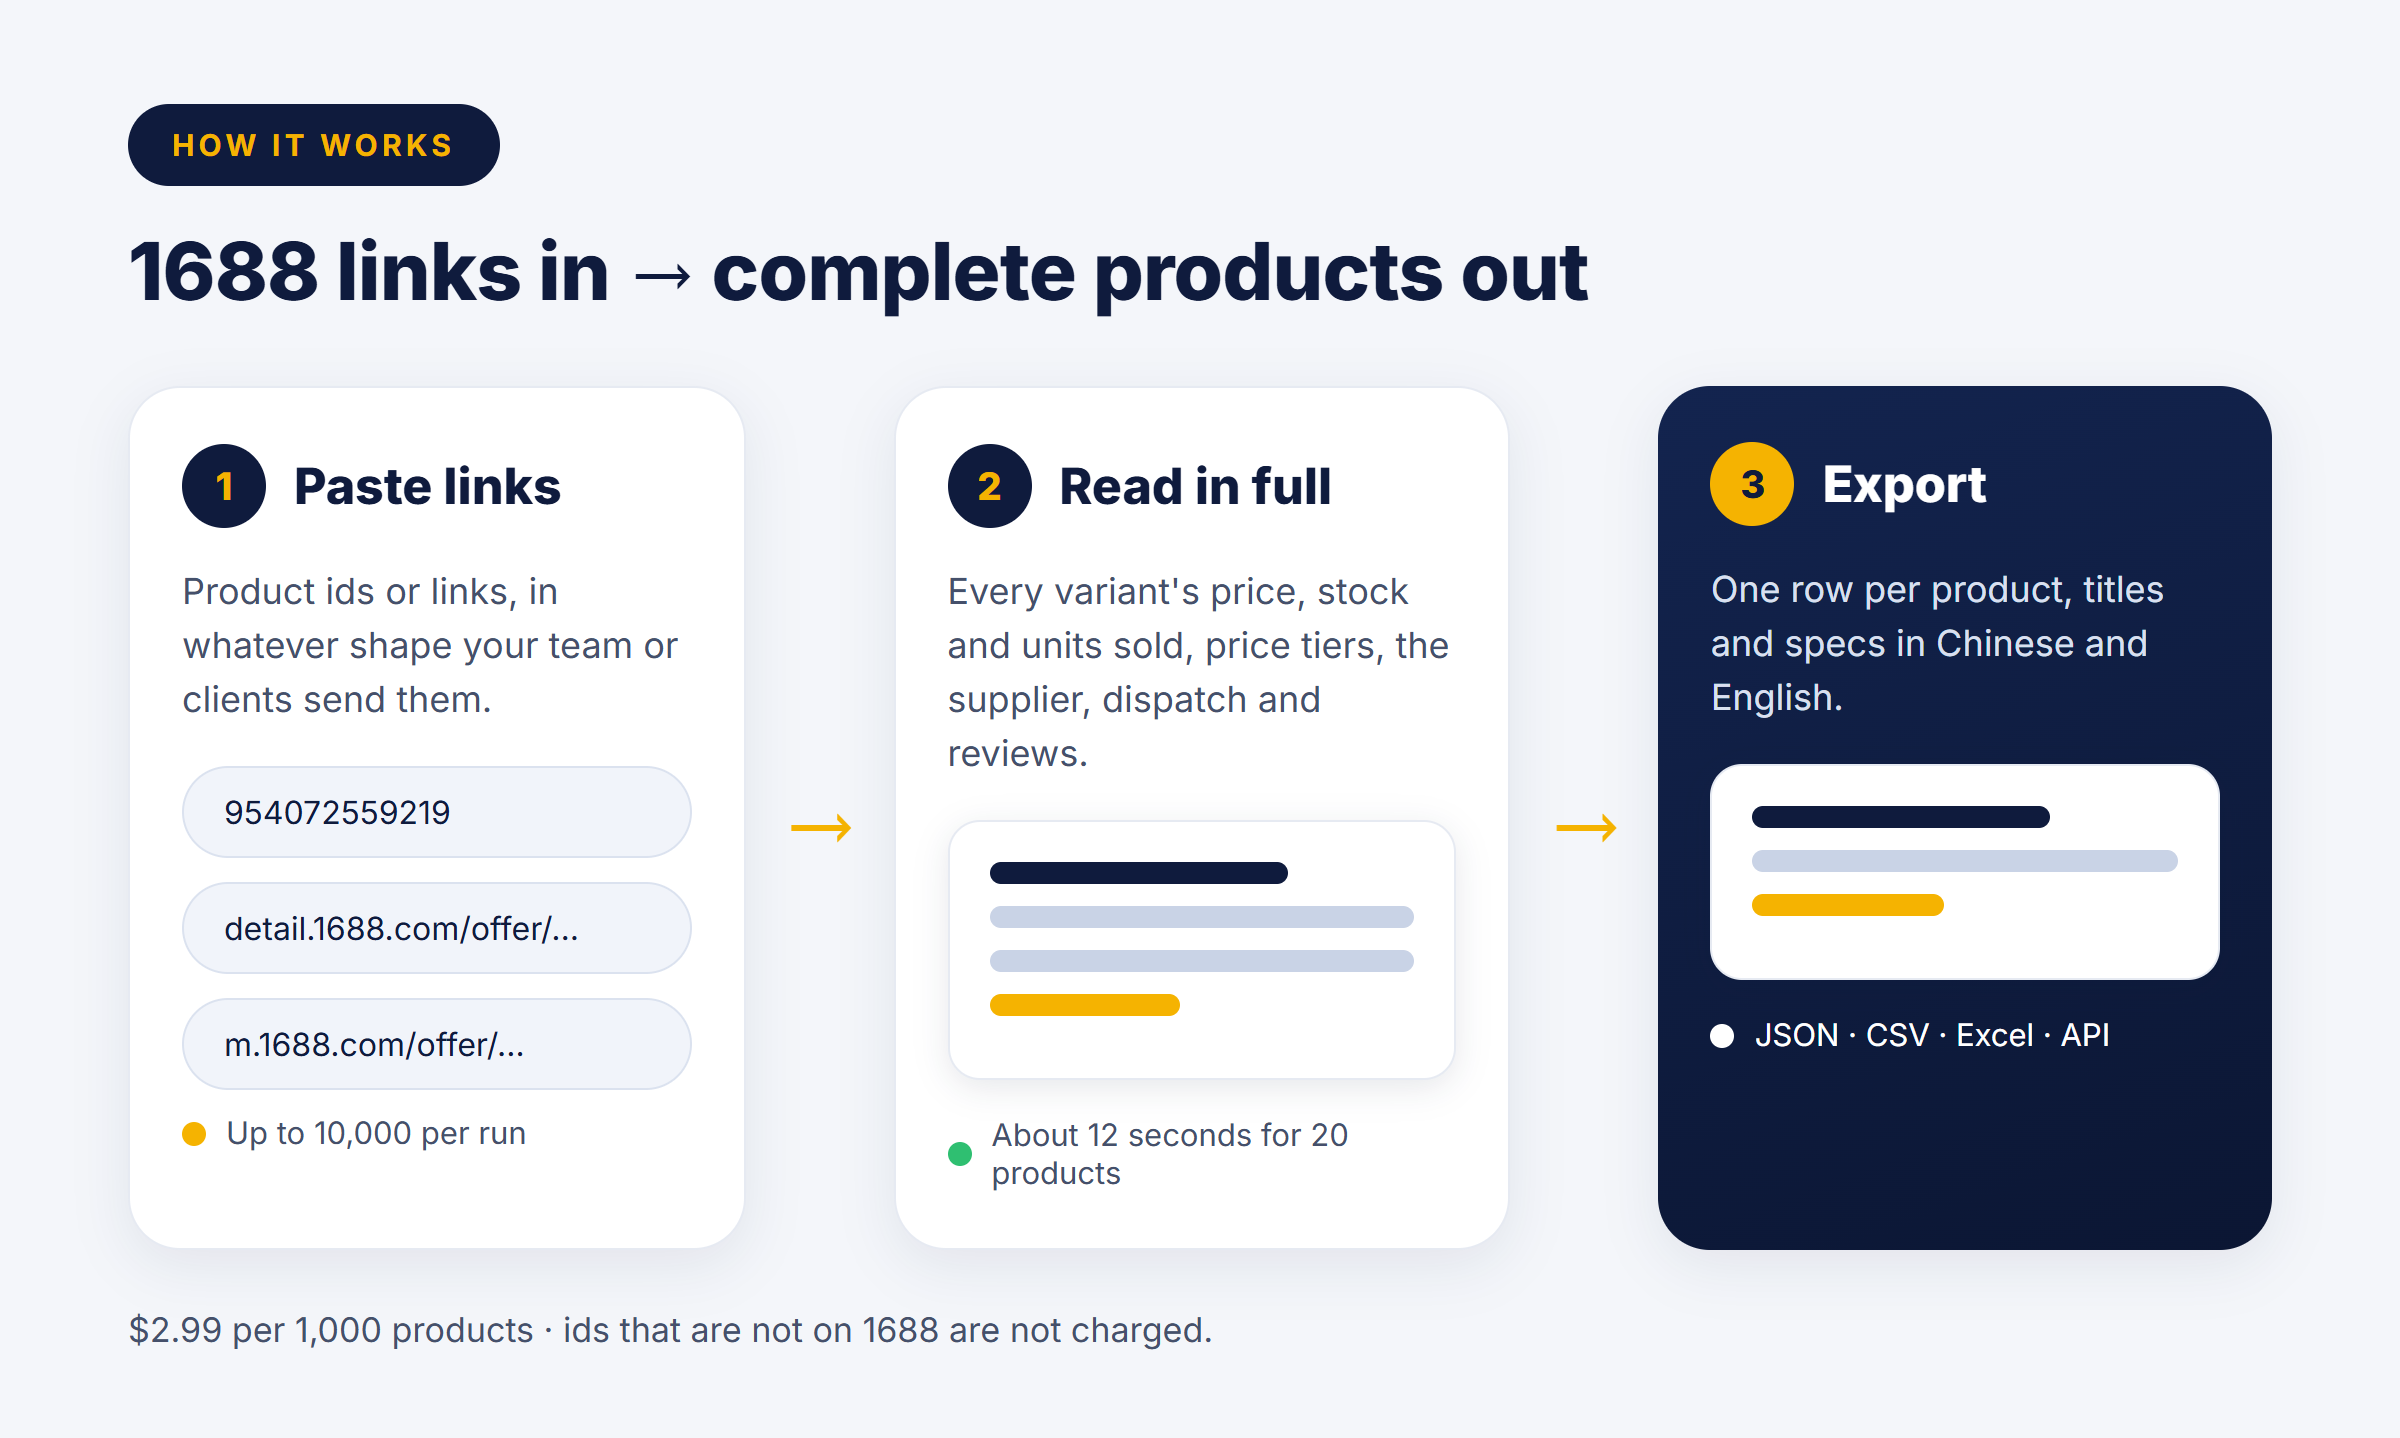 HOW IT WORKS
1688 links in → complete products out
1 Paste links
Product ids or links, in
whatever shape your team or
clients send them.
954072559219
detail.1688.com/offer/...
m.1688.com/offer/...
Up to 10,000 per run
→
2 Read in full
Every variant's price, stock
and units sold, price tiers, the
supplier, dispatch and
reviews.
About 12 seconds for 20
products
→
3 Export
One row per product, titles
and specs in Chinese and
English.
JSON · CSV · Excel · API
$2.99 per 1,000 products · ids that are not on 1688 are not charged.